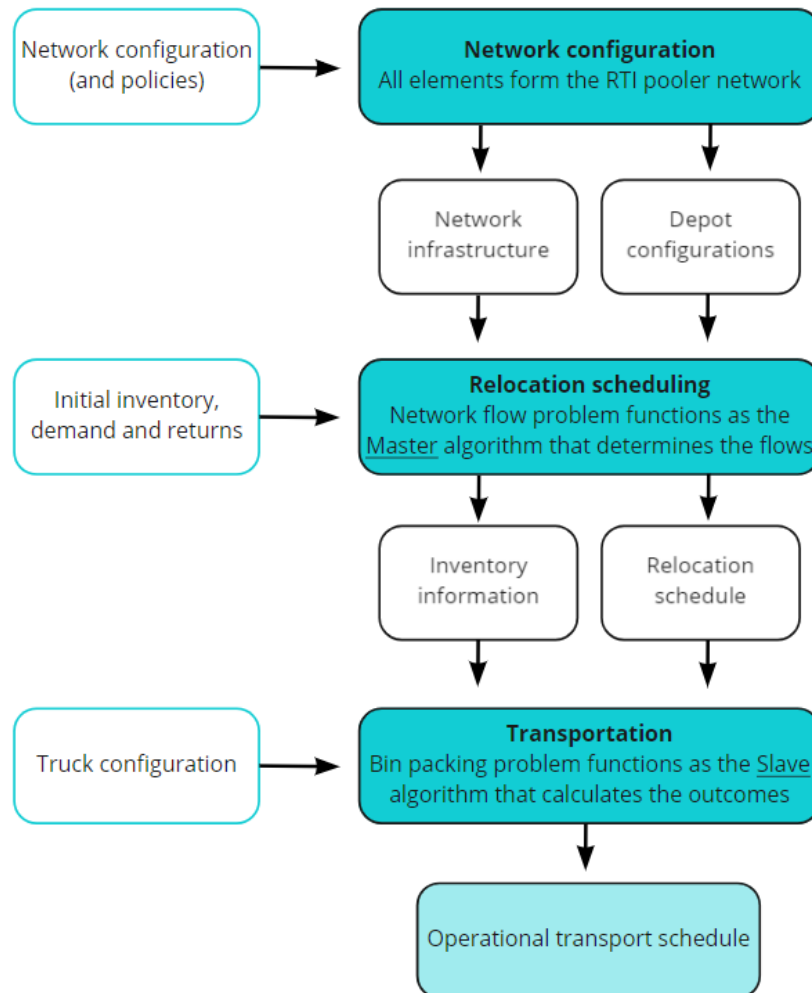 Network configuration
(and policies)
Network configuration
All elements form the RTI pooler network
Network
infrastructure
Depot
configurations
Initial inventory,
demand and returns
Relocation scheduling
Network flow problem functions as the
Master algorithm that determines the flows
Inventory
information
Relocation
schedule
Truck configuration
Transportation
Bin packing problem functions as the Slave
algorithm that calculates the outcomes
Operational transport schedule